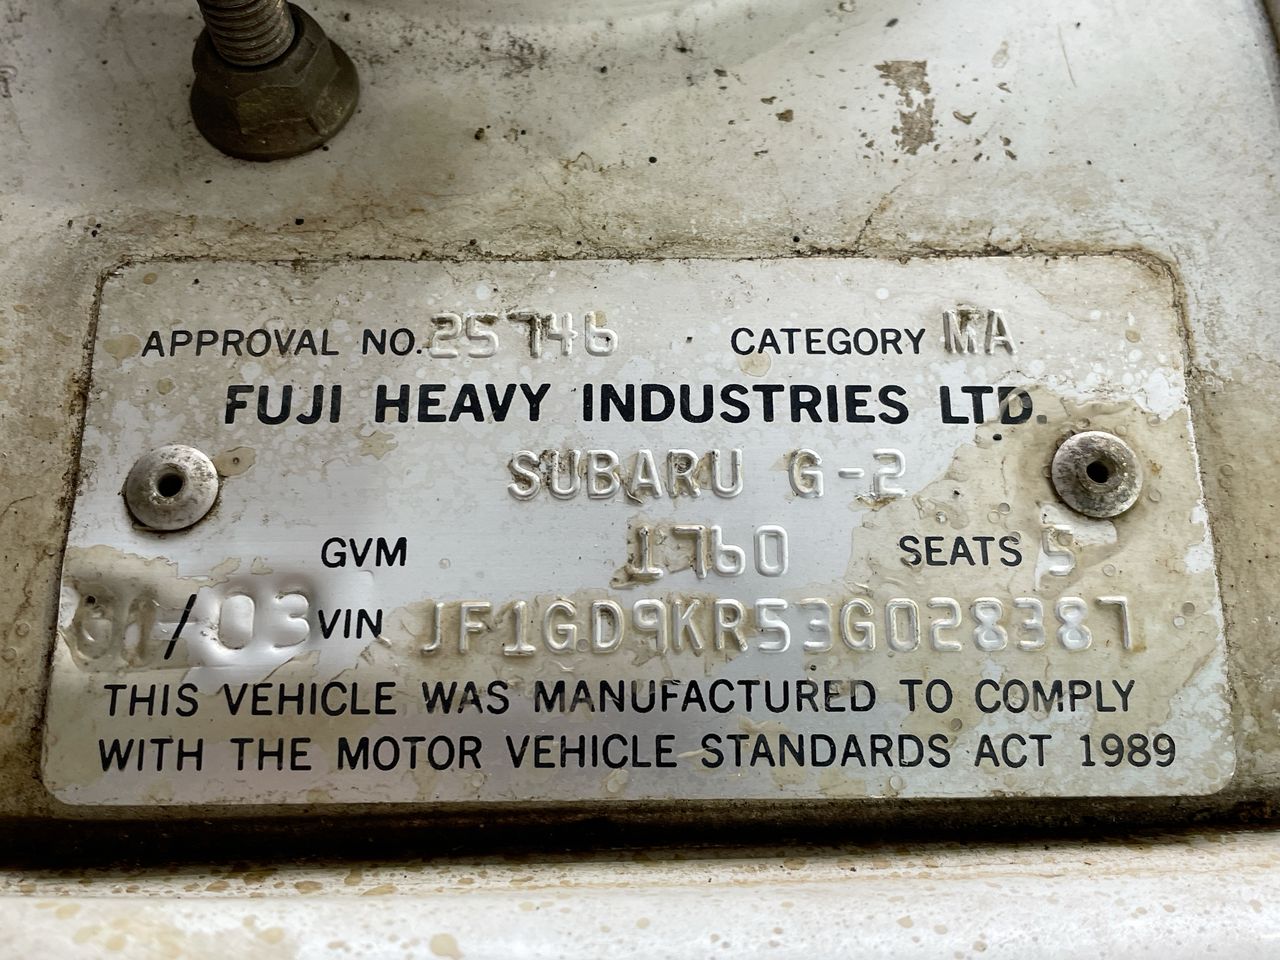 APPROVAL NO. 25746 CATEGORY MA
FUJI HEAVY INDUSTRIES LTD.
SUBARU G-2
GVM 1760 SEATS 5
/03 VIN JF1GD9KR53G028387
THIS VEHICLE WAS MANUFACTURED TO COMPLY
WITH THE MOTOR VEHICLE STANDARDS ACT 1989